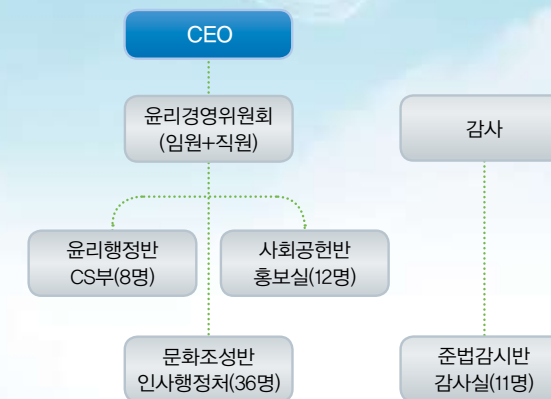 CEO
윤리경영위원회
(임원+직원)
감사
윤리행정반
CS부(8명)
사회공헌반
홍보실(12명)
문화조성반
인사행정처(36명)
준법감시반
감사실(11명)